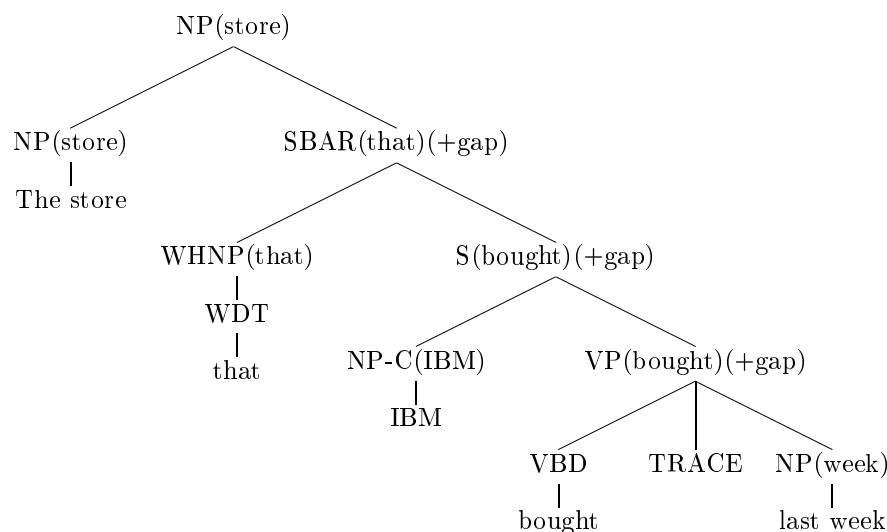 NP(store)
NP(store) SBAR(that)(+gap)
The store
WHNP(that) S(bought)(+gap)
WDT
that
NP-C(IBM) VP(bought)(+gap)
IBM
VBD TRACE NP(week)
bought last week